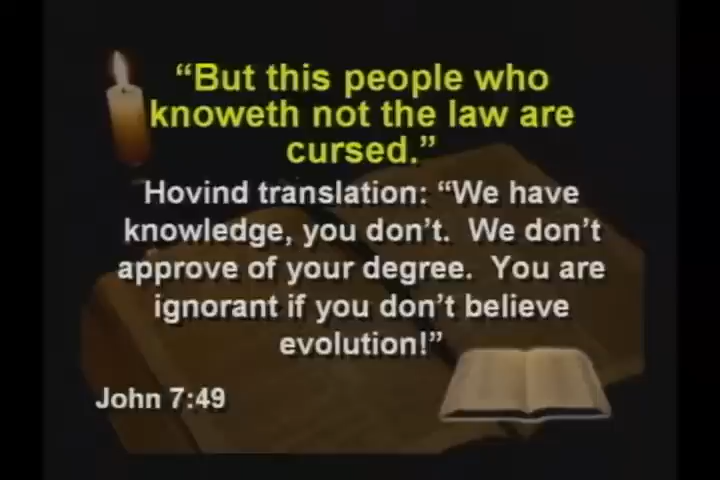 “But this people who
knoweth not the law are
cursed.”
Hovind translation: “We have
knowledge, you don’t. We don’t
approve of your degree. You are
ignorant if you don’t believe
evolution!”
John 7:49